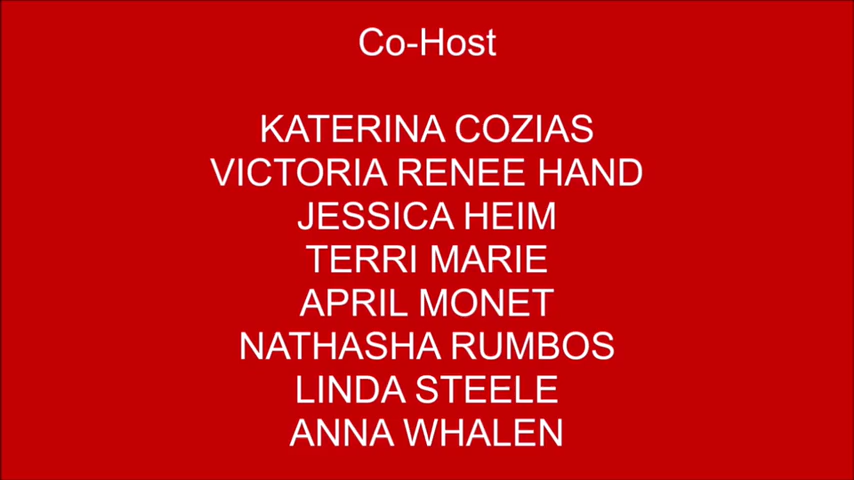 Co-Host
KATERINA COZIAS
VICTORIA RENEE HAND
JESSICA HEIM
TERRI MARIE
APRIL MONET
NATHASHA RUMBOS
LINDA STEELE
ANNA WHALEN